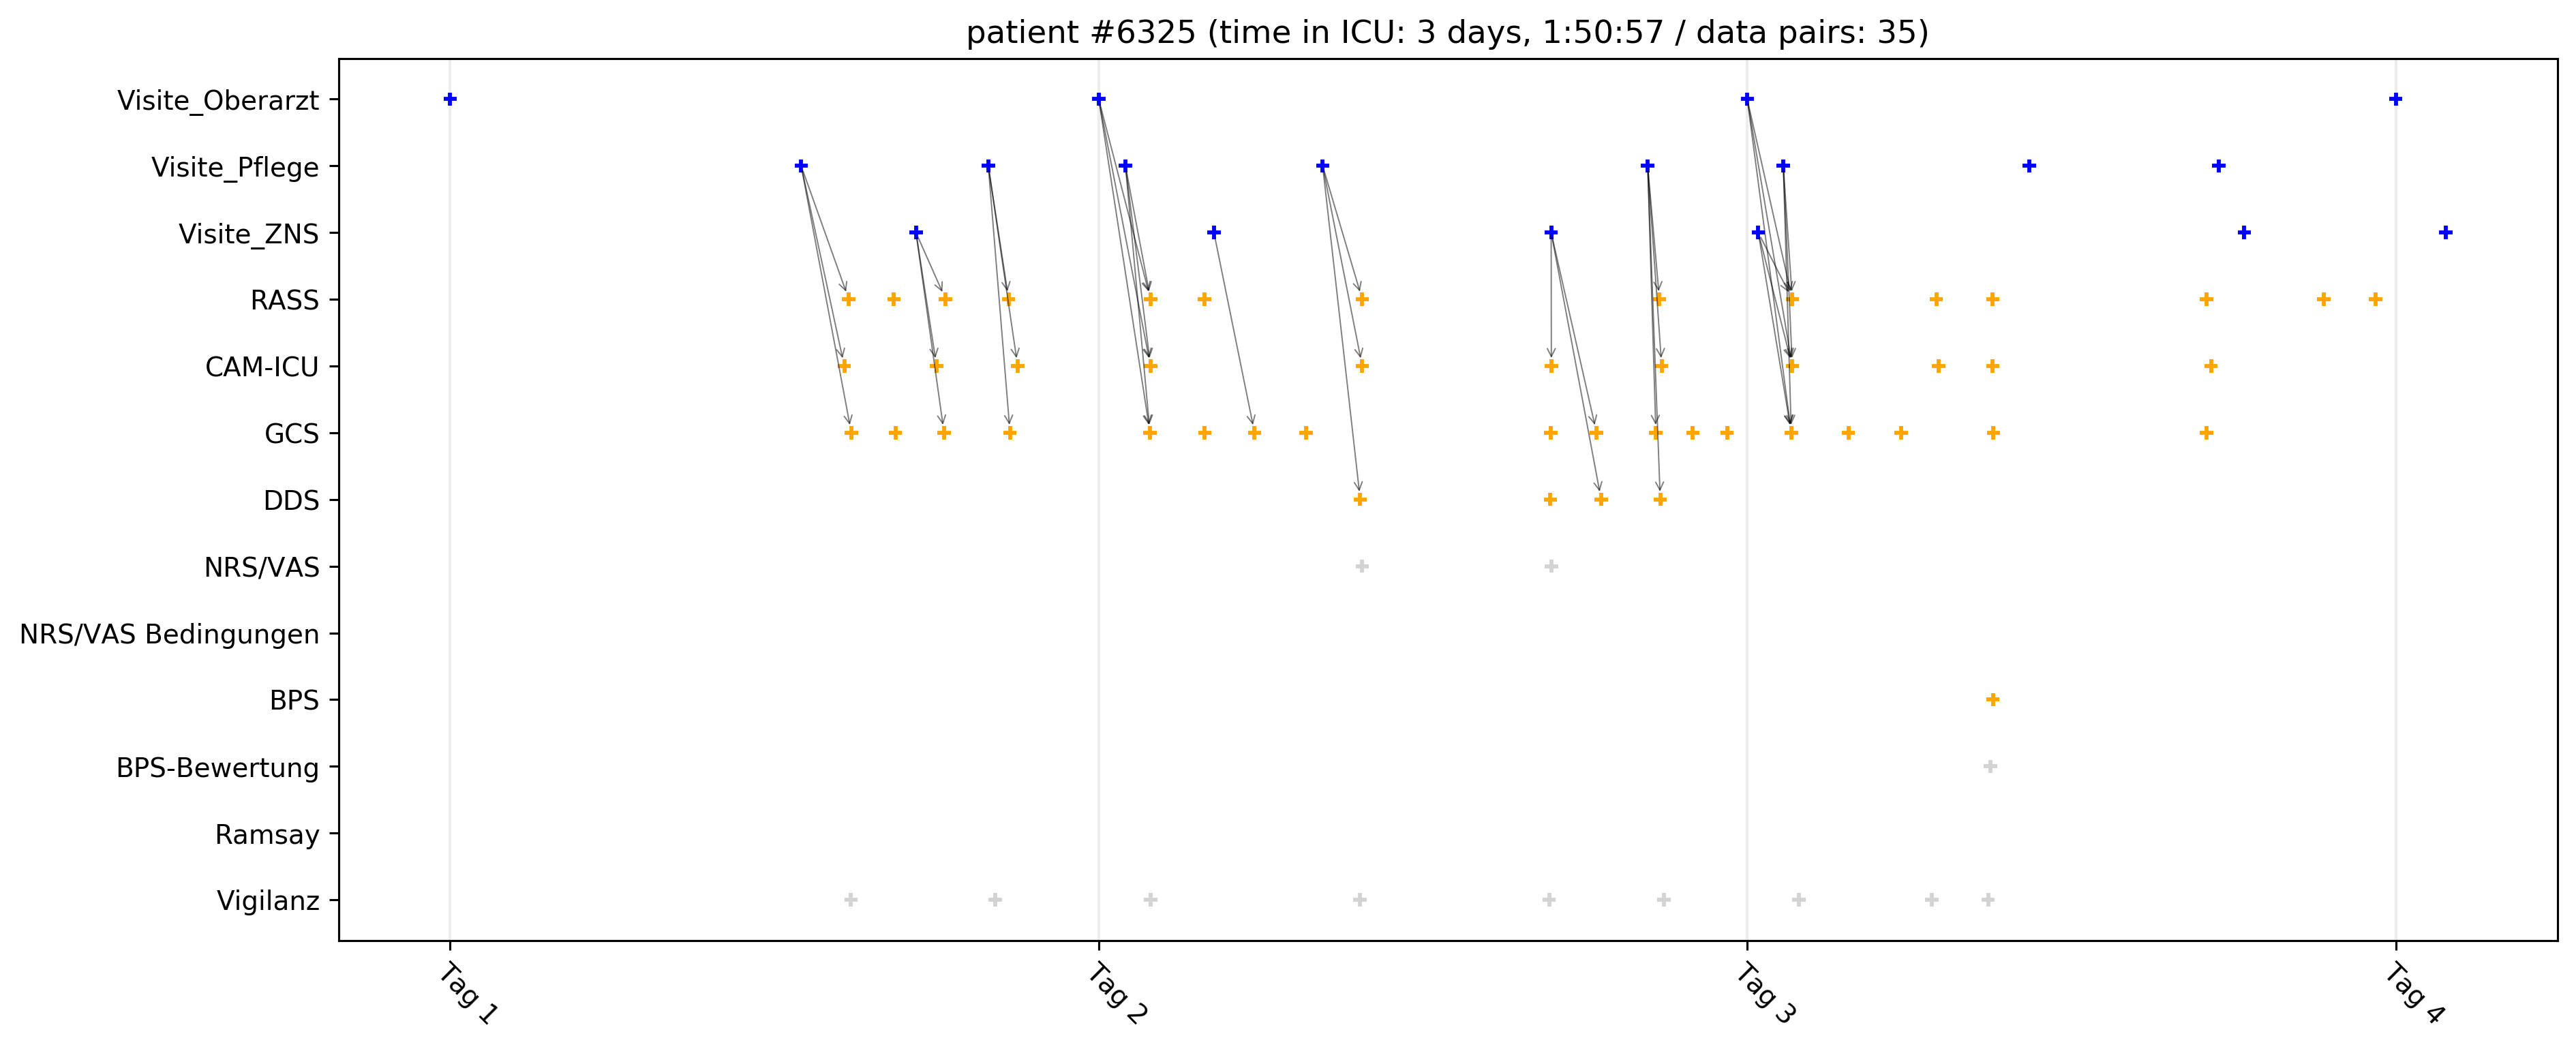 patient #6325 (time in ICU: 3 days, 1:50:57 / data pairs: 35)
Visite_Oberarzt
Visite_Pflege
Visite_ZNS
RASS
CAM-ICU
GCS
DDS
NRS/VAS
NRS/VAS Bedingungen
BPS
BPS-Bewertung
Ramsay
Vigilanz
Tag 1
Tag 2
Tag 3
Tag 4